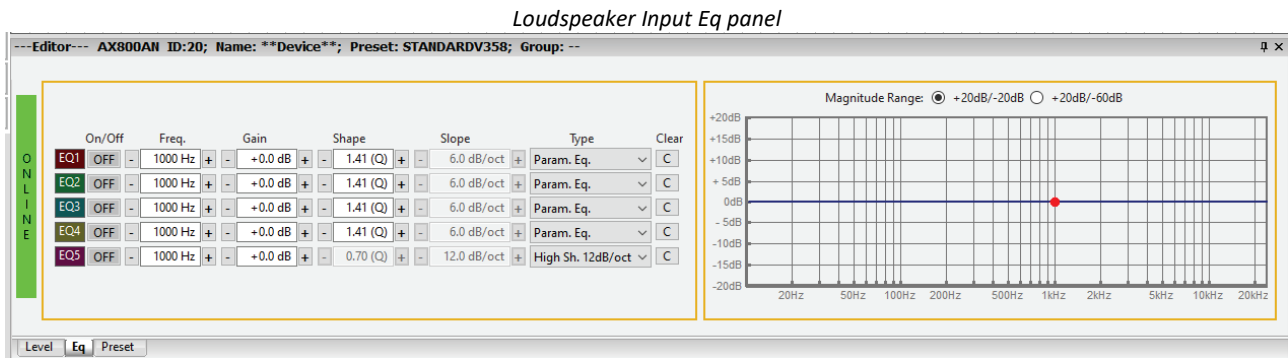 Loudspeaker Input Eq panel
---Editor--- AX800AN ID:20; Name: **Device**; Preset: STANDARDV358; Group: --
Magnitude Range: +20dB/-20dB +20dB/-60dB
On/Off Freq. Gain Shape Slope Type Clear
EQ1 OFF - 1000 Hz + - +0.0 dB + - 1.41 (Q) + - 6.0 dB/oct + Param. Eq. C
EQ2 OFF - 1000 Hz + - +0.0 dB + - 1.41 (Q) + - 6.0 dB/oct + Param. Eq. C
EQ3 OFF - 1000 Hz + - +0.0 dB + - 1.41 (Q) + - 6.0 dB/oct + Param. Eq. C
EQ4 OFF - 1000 Hz + - +0.0 dB + - 1.41 (Q) + - 6.0 dB/oct + Param. Eq. C
EQ5 OFF - 1000 Hz + - +0.0 dB + - 0.70 (Q) + - 12.0 dB/oct + High Sh. 12dB/oct C
ONLINE
+20dB
+15dB
+10dB
+ 5dB
0dB
- 5dB
-10dB
-15dB
-20dB
20Hz 50Hz 100Hz 200Hz 500Hz 1kHz 2kHz 5kHz 10kHz 20kHz
Level Eq Preset